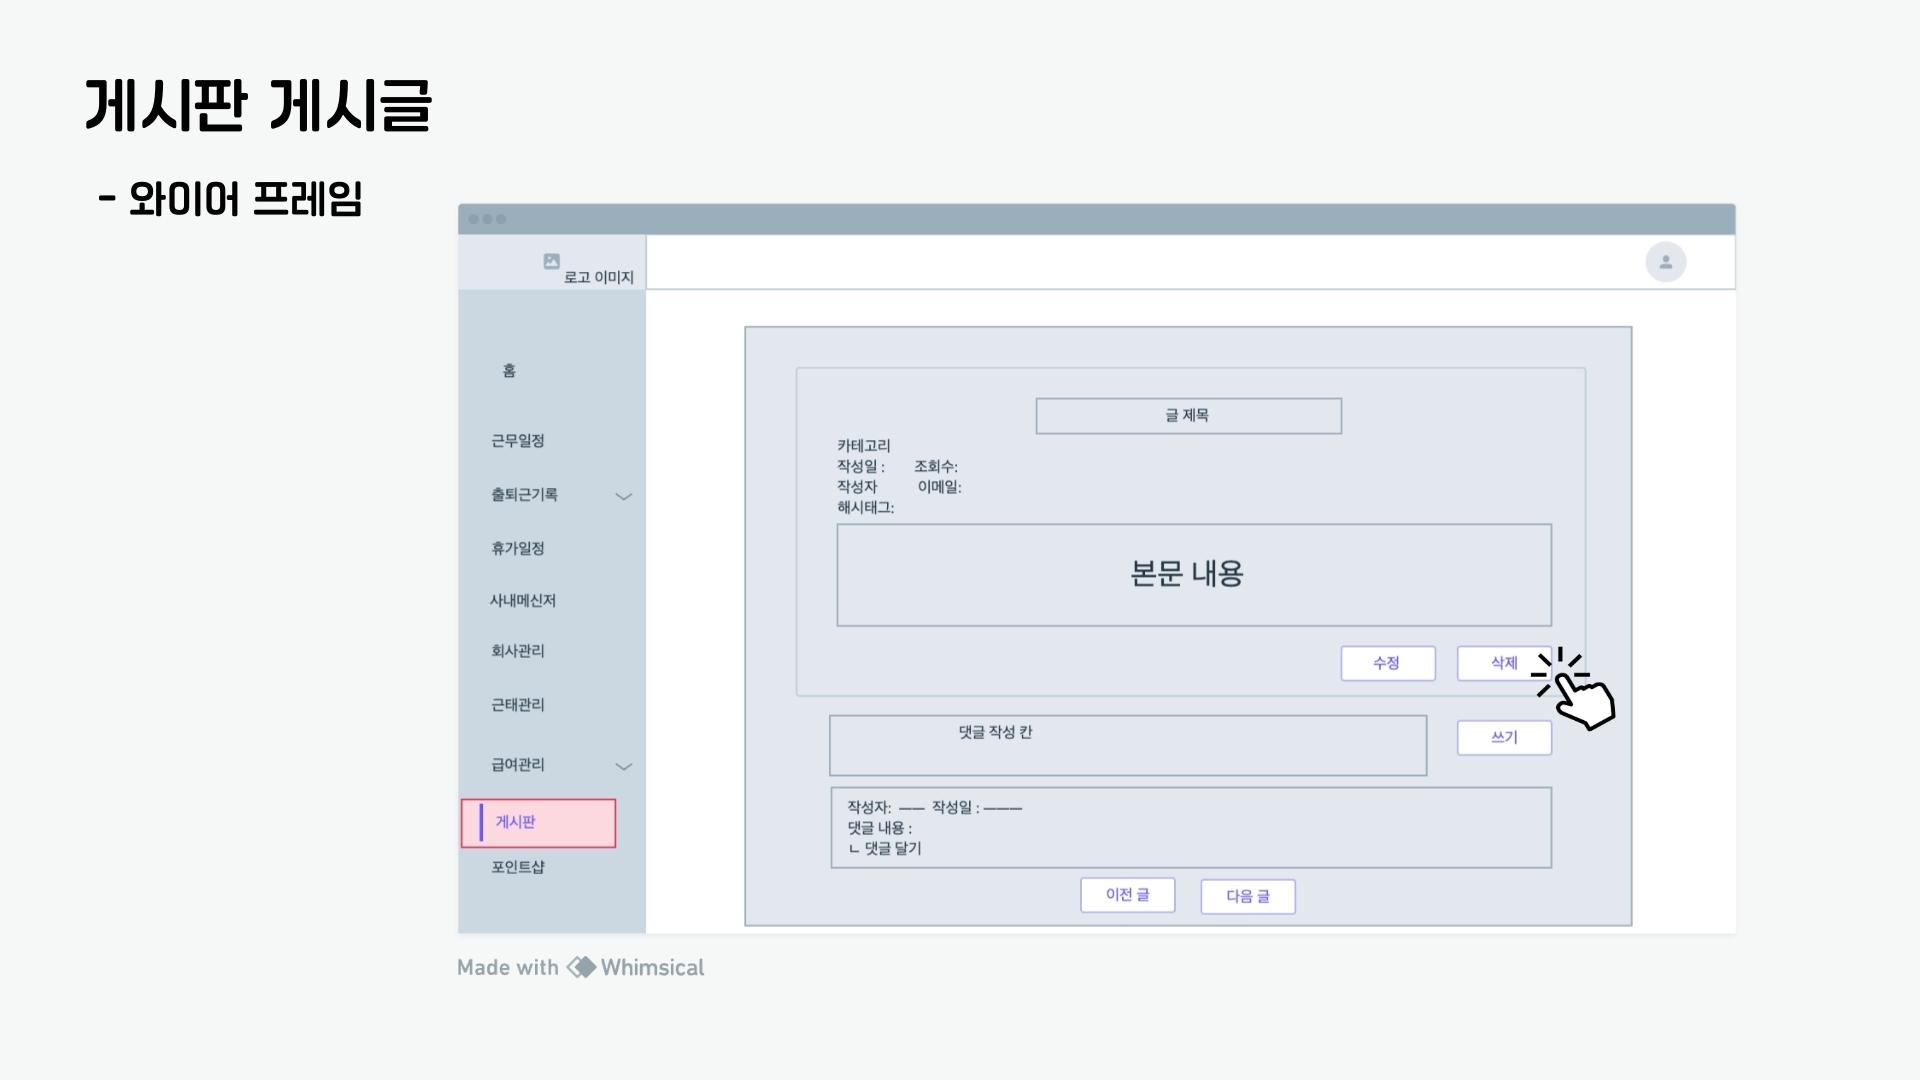 게시판 게시글
- 와이어 프레임
로고 이미지
홈
근무일정
출퇴근기록
휴가일정
사내메신저
회사관리
근태관리
급여관리
게시판
포인트샵
글 제목
카테고리
작성일 : 조회수:
작성자 이메일:
해시태그:
본문 내용
수정 삭제
댓글 작성 칸
쓰기
작성자: —— 작성일 : ———
댓글 내용 :
ㄴ 댓글 달기
이전 글 다음 글
Made with Whimsical